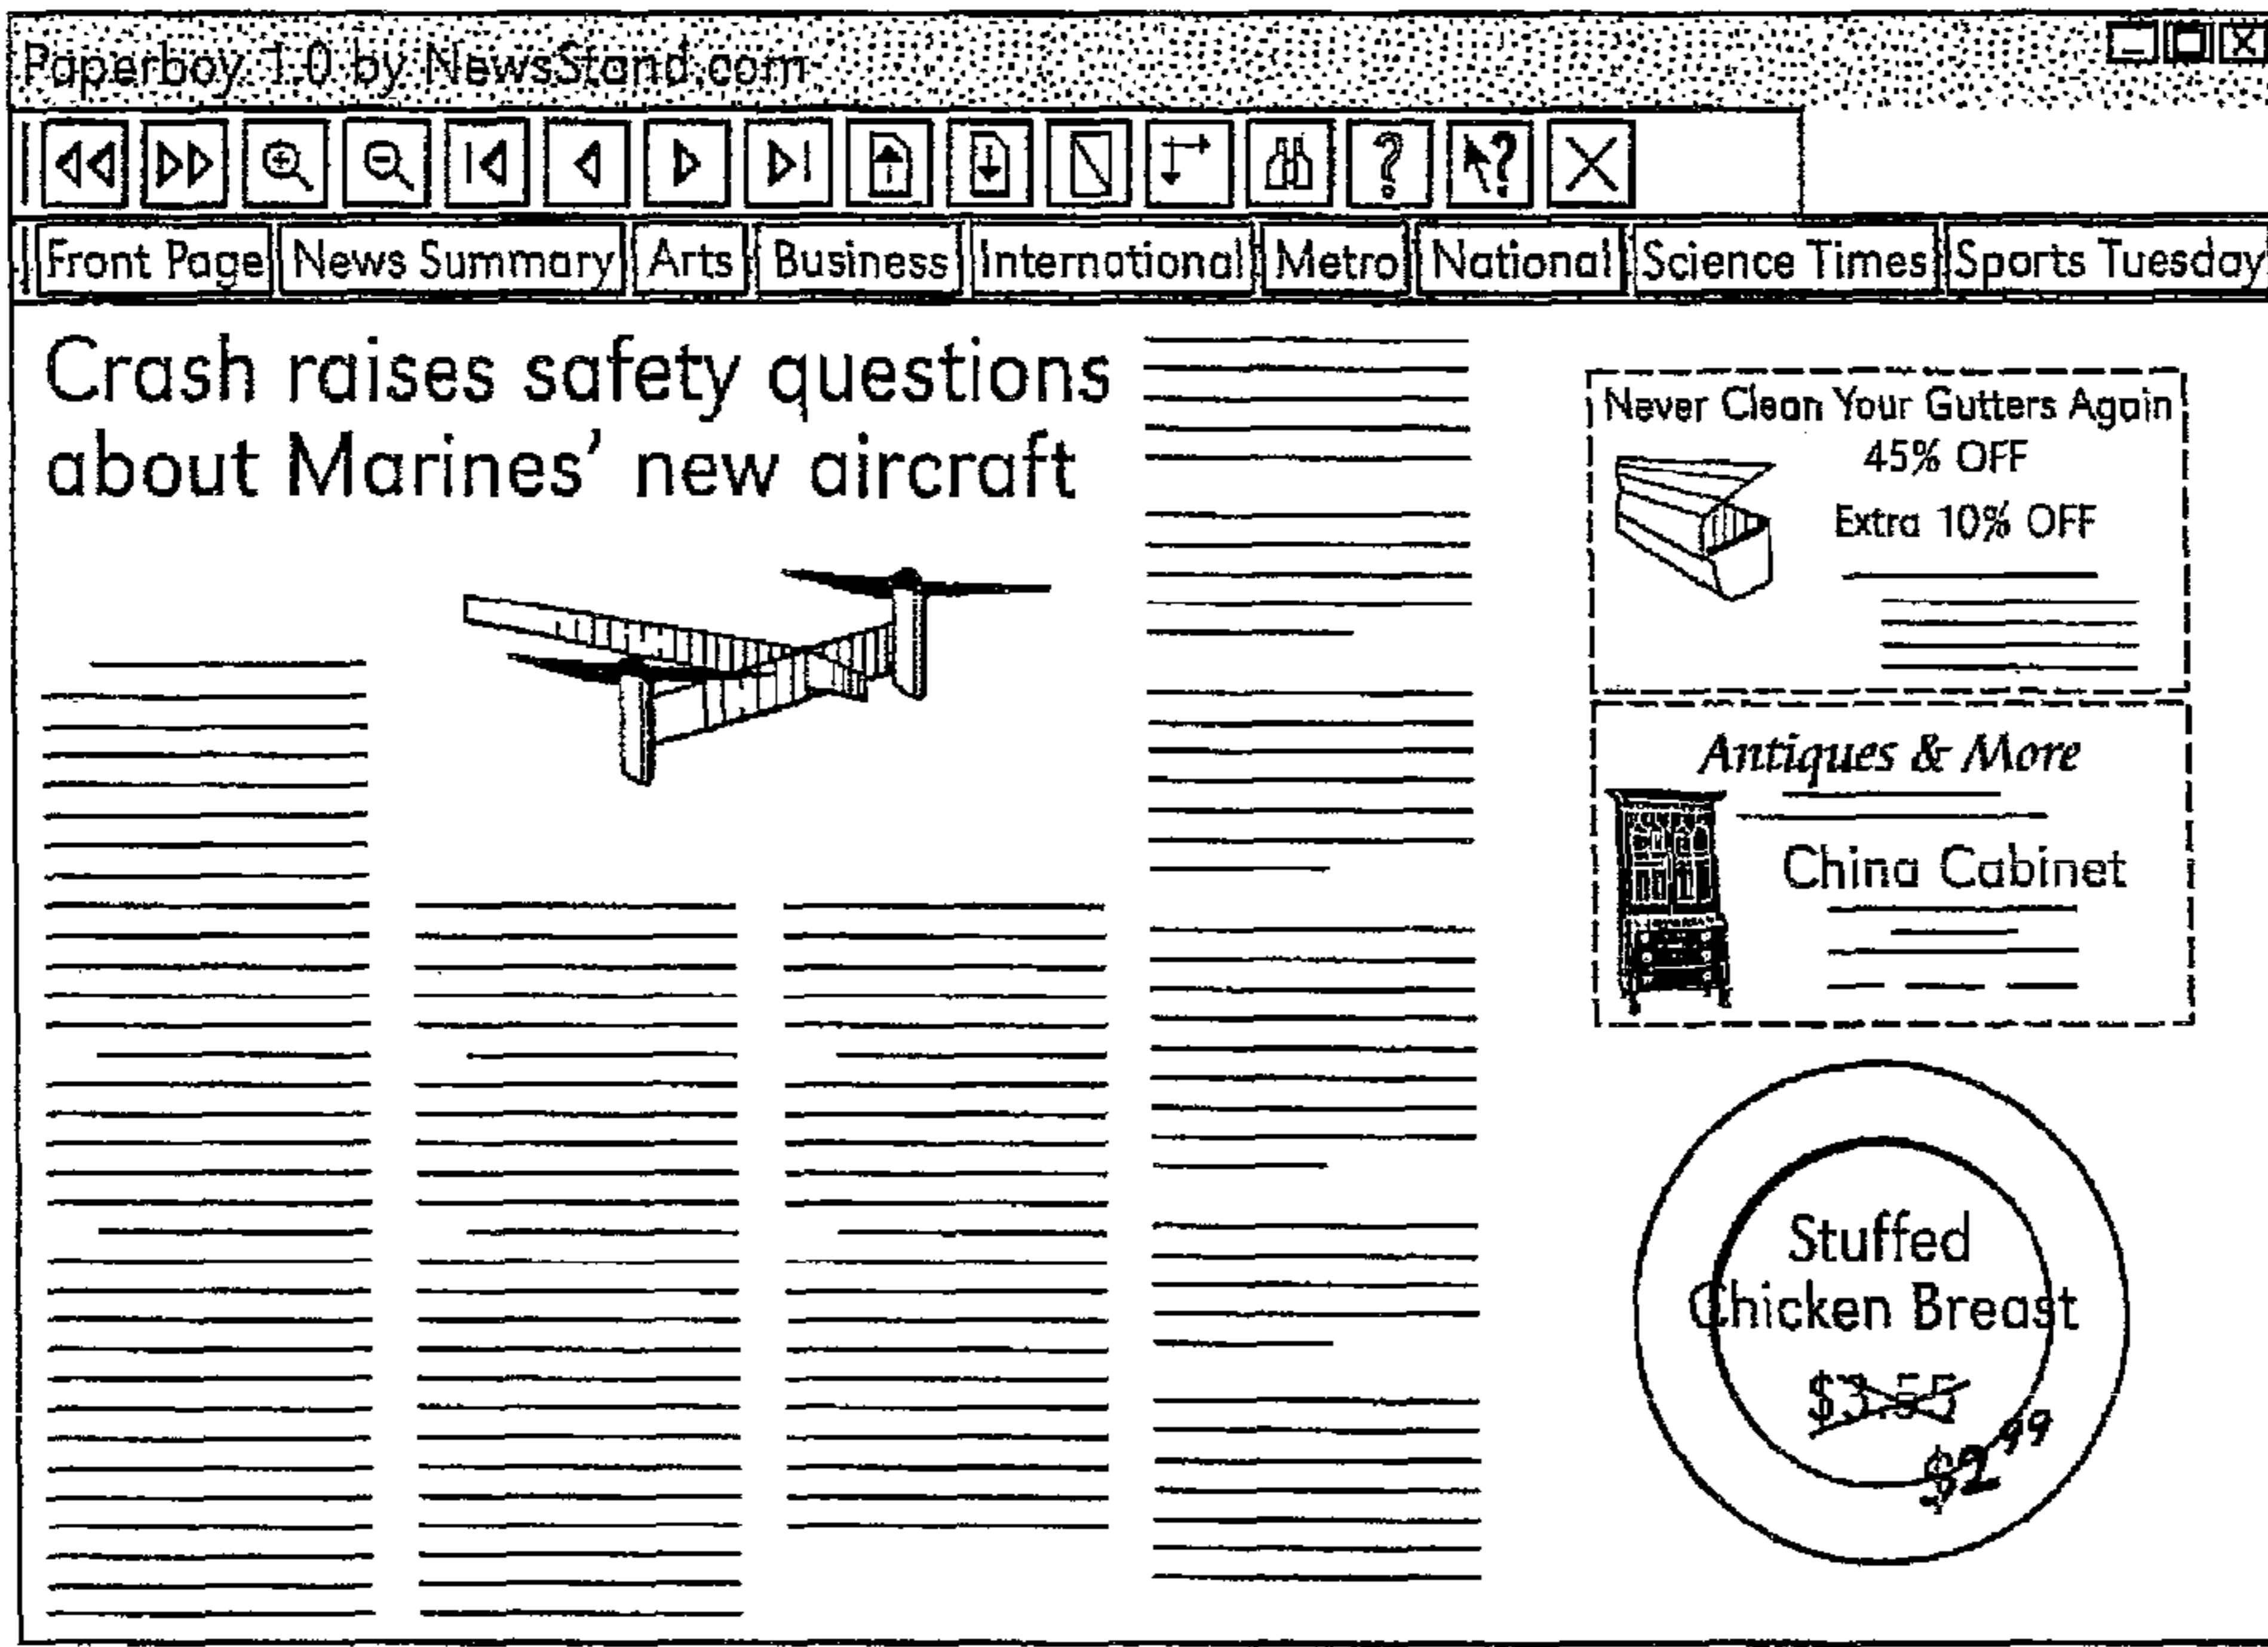 Paperboy 1.0 by NewsStand.com
Front Page News Summary Arts Business International Metro National Science Times Sports Tuesday
Crash raises safety questions
about Marines' new aircraft
Never Clean Your Gutters Again
45% OFF
Extra 10% OFF
Antiques & More
China Cabinet
Stuffed
Chicken Breast
$3.55
$2.99